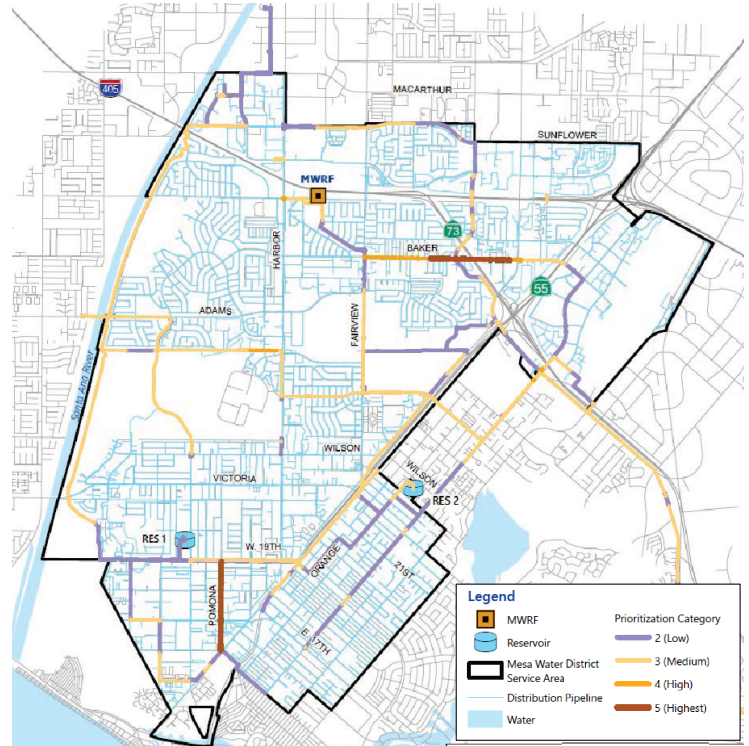 MACARTHUR
405
SUNFLOWER
MWRF
73
HARBOR
BAKER
55
ADAMS
FAIRVIEW
Santa Ana River
WILSON
VICTORIA
WILSON
RES 2
RES 1
W. 19TH
ORANGE
21ST
POMONA
E. 17TH
Legend
MWRF
Reservoir
Mesa Water District
Service Area
Distribution Pipeline
Water
Prioritization Category
2 (Low)
3 (Medium)
4 (High)
5 (Highest)